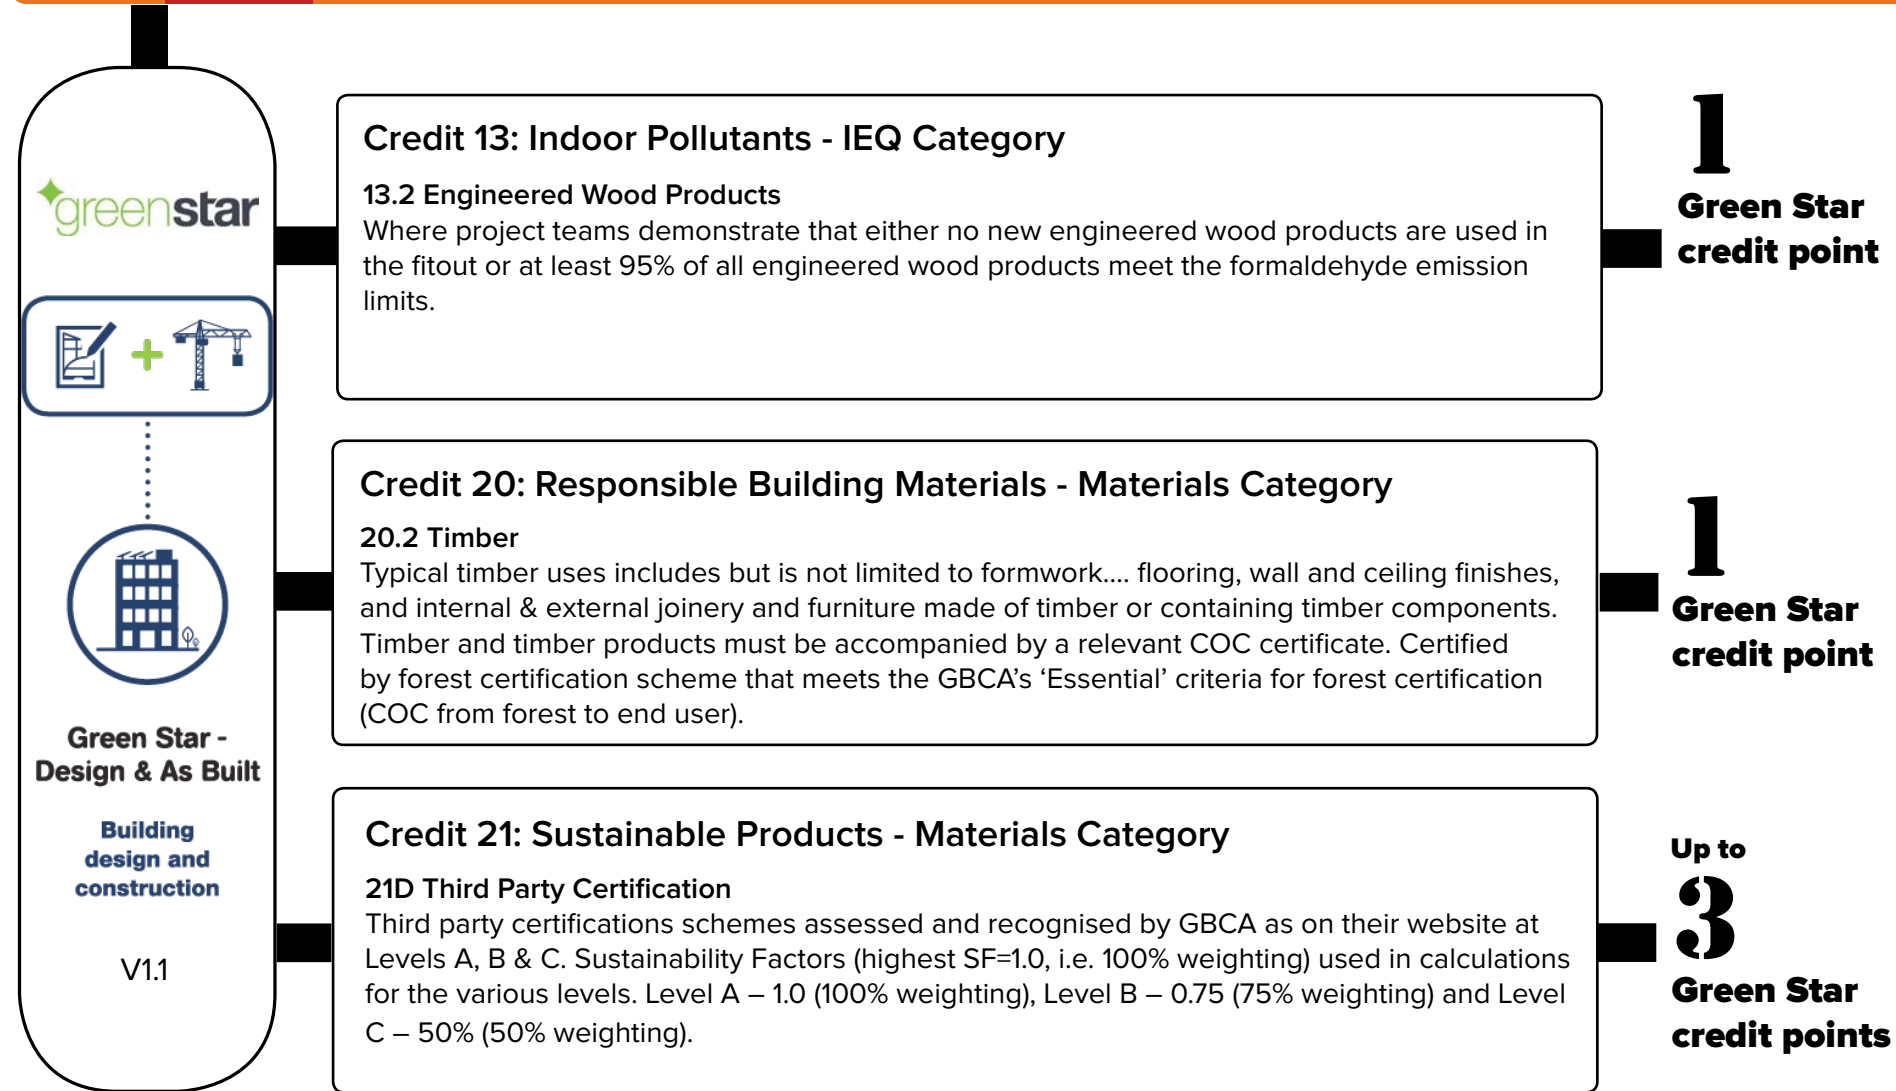 greenstar
Green Star -
Design & As Built
Building
design and
construction
V1.1
Credit 13: Indoor Pollutants - IEQ Category
13.2 Engineered Wood Products
Where project teams demonstrate that either no new engineered wood products are used in
the fitout or at least 95% of all engineered wood products meet the formaldehyde emission
limits.
1
Green Star
credit point
Credit 20: Responsible Building Materials - Materials Category
20.2 Timber
Typical timber uses includes but is not limited to formwork.... flooring, wall and ceiling finishes,
and internal & external joinery and furniture made of timber or containing timber components.
Timber and timber products must be accompanied by a relevant COC certificate. Certified
by forest certification scheme that meets the GBCA’s ‘Essential’ criteria for forest certification
(COC from forest to end user).
1
Green Star
credit point
Credit 21: Sustainable Products - Materials Category
21D Third Party Certification
Third party certifications schemes assessed and recognised by GBCA as on their website at
Levels A, B & C. Sustainability Factors (highest SF=1.0, i.e. 100% weighting) used in calculations
for the various levels. Level A – 1.0 (100% weighting), Level B – 0.75 (75% weighting) and Level
C – 50% (50% weighting).
Up to
3
Green Star
credit points